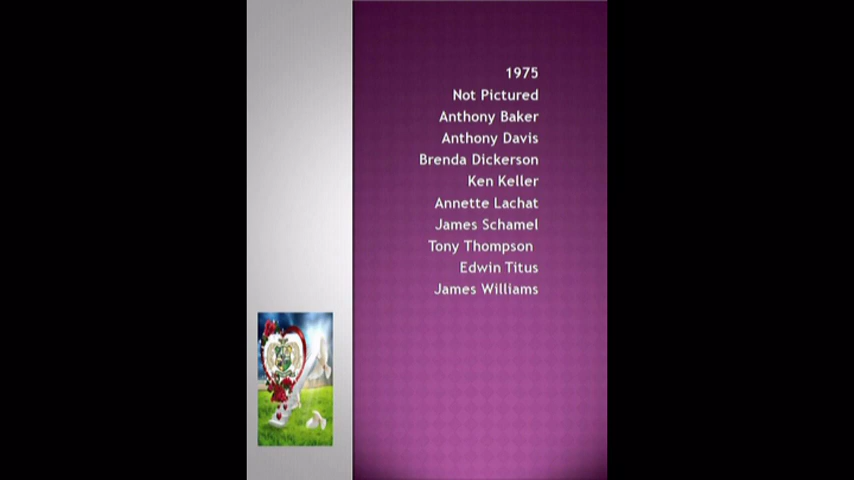 1975
Not Pictured
Anthony Baker
Anthony Davis
Brenda Dickerson
Ken Keller
Annette Lachat
James Schamel
Tony Thompson
Edwin Titus
James Williams